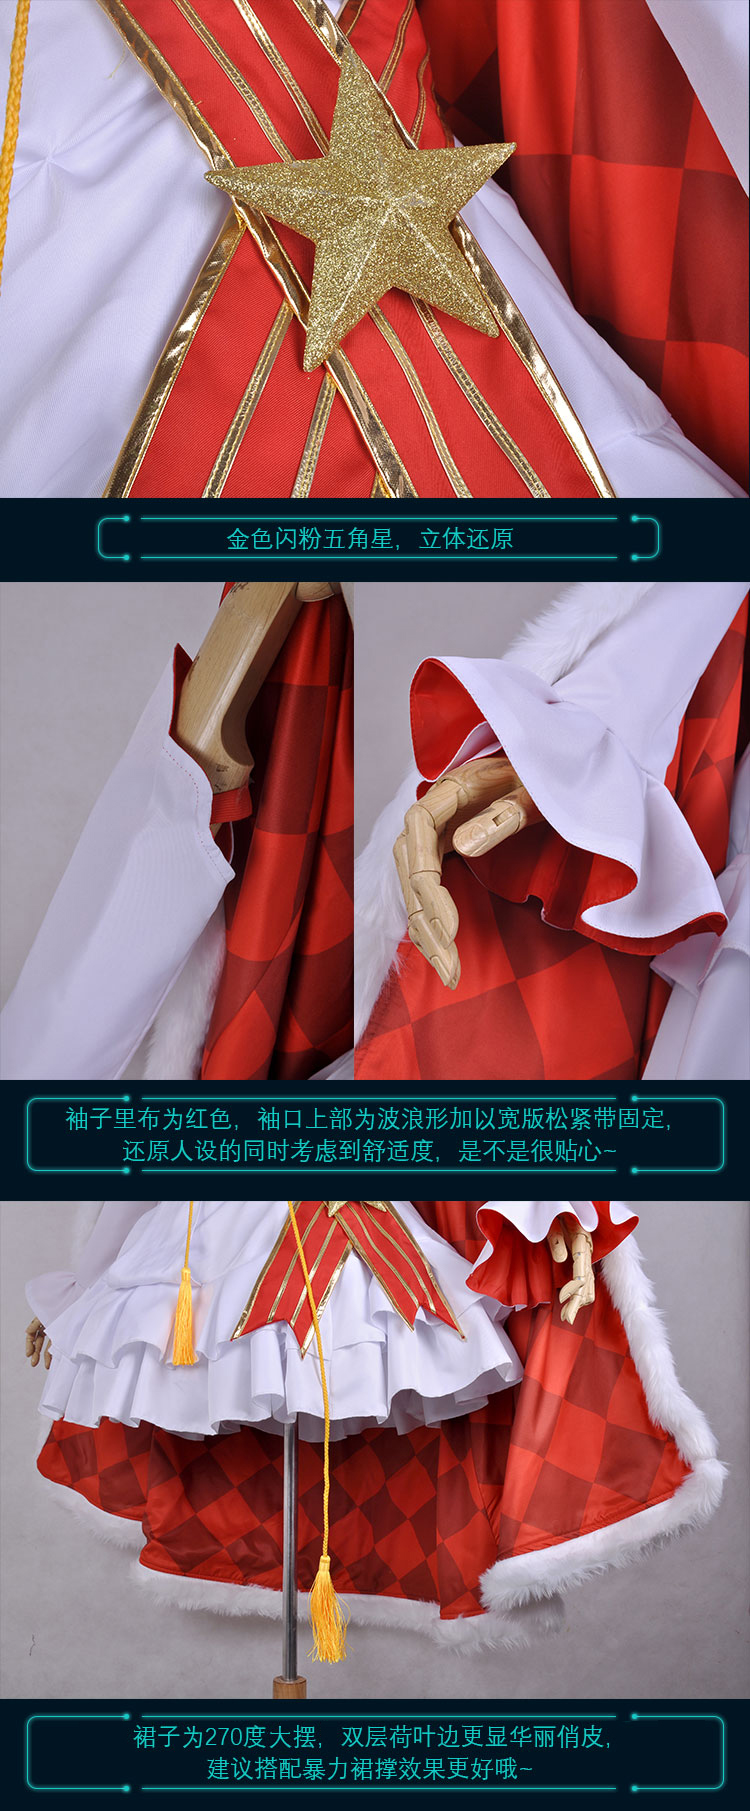 金色闪粉五角星，立体还原
袖子里布为红色，袖口上部为波浪形加以宽版松紧带固定，
还原人设的同时考虑到舒适度，是不是很贴心~
裙子为270度大摆，双层荷叶边更显华丽俏皮，
建议搭配暴力裙撑效果更好哦~